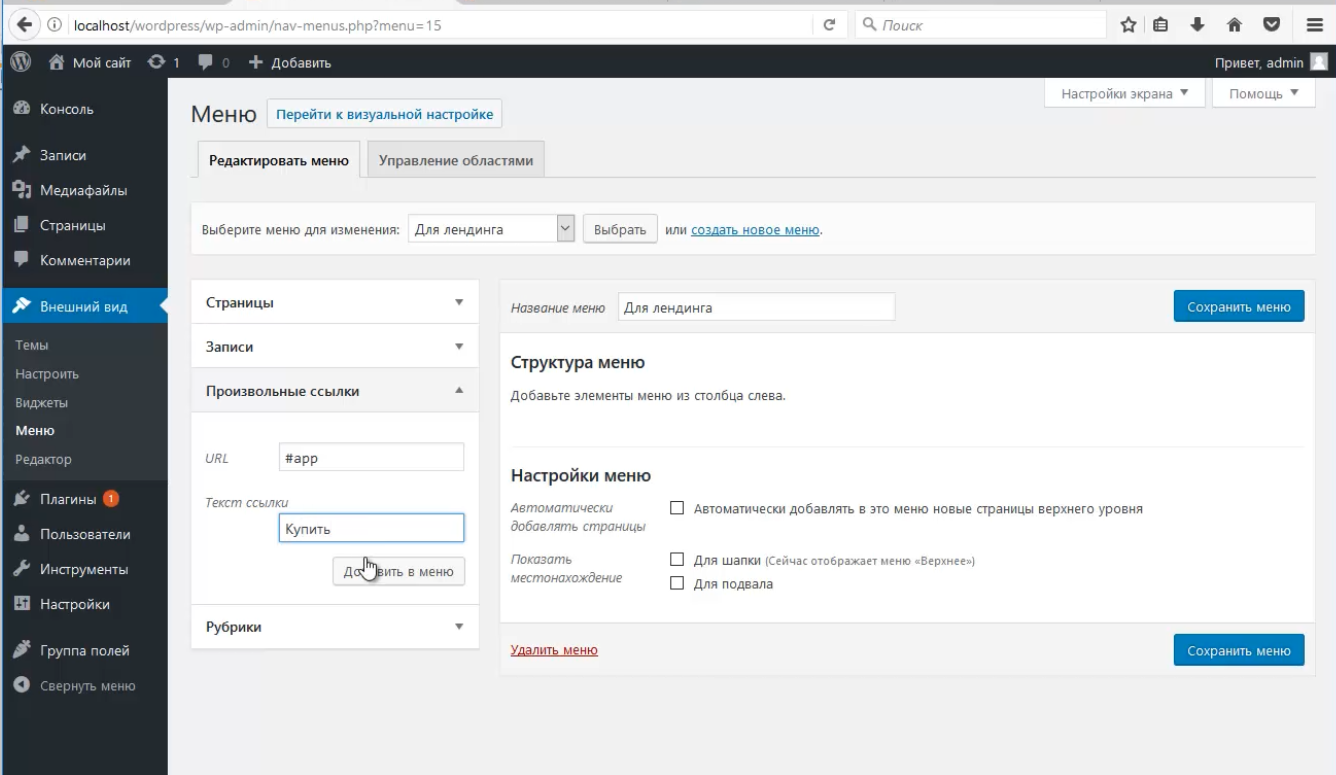 localhost/wordpress/wp-admin/nav-menus.php?menu=15
Поиск
Мой сайт 1 0 Добавить
Привет, admin
Настройки экрана Помощь
Консоль
Записи
Медиафайлы
Страницы
Комментарии
Внешний вид
Темы
Настроить
Виджеты
Меню
Редактор
Плагины 1
Пользователи
Инструменты
Настройки
Группа полей
Свернуть меню
Меню Перейти к визуальной настройке
Редактировать меню Управление областями
Выберите меню для изменения: Для лендинга Выбрать или создать новое меню.
Страницы
Записи
Произвольные ссылки
URL #app
Текст ссылки
Купить
Добавить в меню
Рубрики
Название меню Для лендинга Сохранить меню
Структура меню
Добавьте элементы меню из столбца слева.
Настройки меню
Автоматически
добавлять страницы
Автоматически добавлять в это меню новые страницы верхнего уровня
Показать
местонахождение
Для шапки (Сейчас отображает меню «Верхнее»)
Для подвала
Удалить меню Сохранить меню